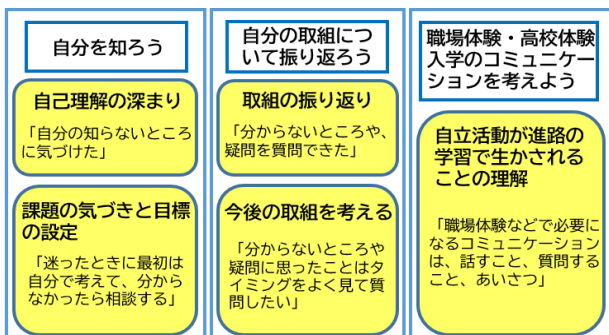 自分を知ろう
自己理解の深まり
「自分の知らないところ
に気づけた」
課題の気づきと目標
の設定
「迷ったときに最初は
自分で考えて、分から
なかったら相談する」
自分の取組につ
いて振り返ろう
取組の振り返り
「分からないところや、
疑問を質問できた」
今後の取組を考える
「分からないところや
疑問に思ったことはタ
イミングをよく見て質
問したい」
職場体験・高校体験
入学のコミュニケー
ションを考えよう
自立活動が進路の
学習で生かされる
ことの理解
「職場体験などで必要
になるコミュニケーション
は、話すこと、質問する
こと、あいさつ」